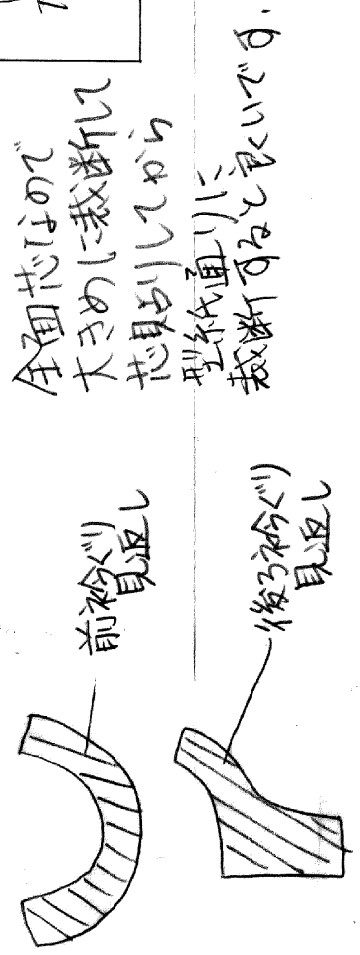 全面芯なので
大きめに裁断して
芯貼りしてから
型紙通りに
裁断すると良いです.
前衿ぐり
見返し
後ろ衿ぐり
見返し